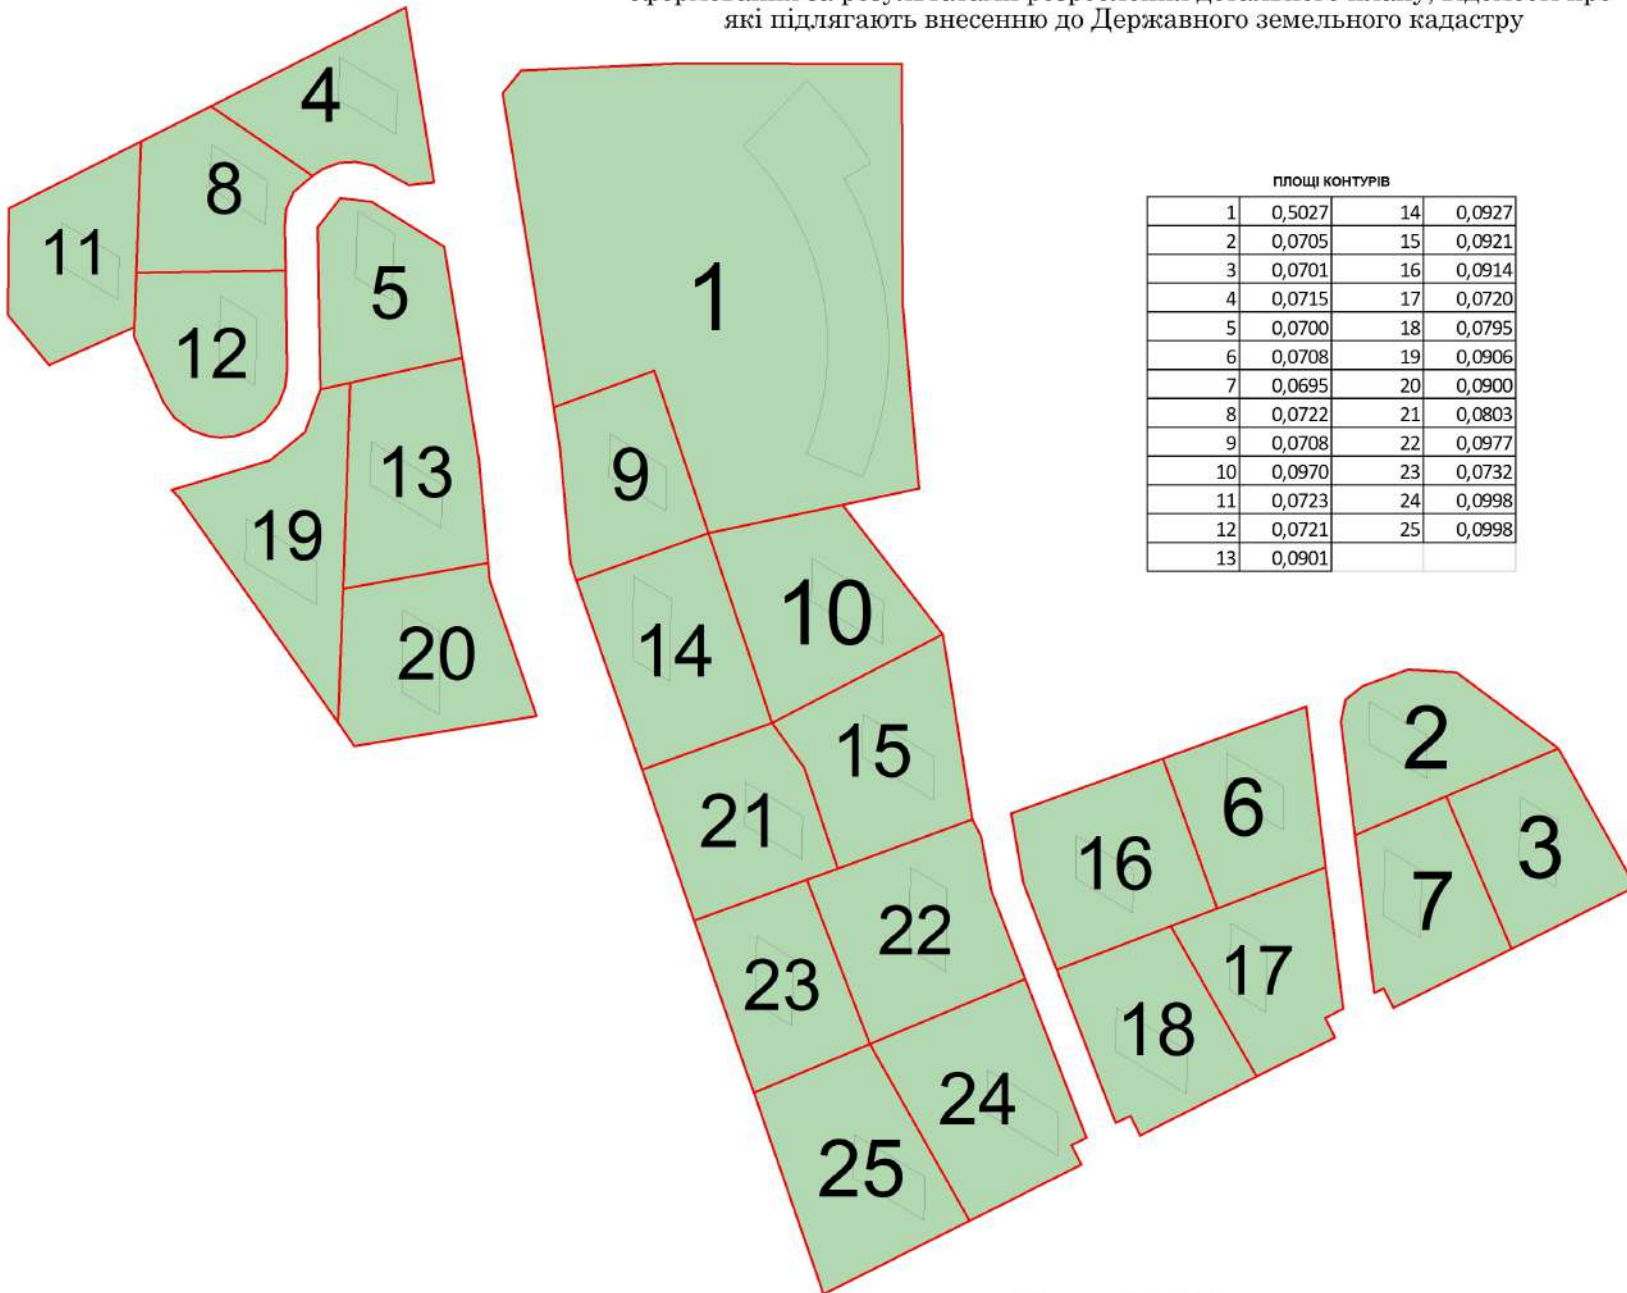 які підлягають внесенню до Державного земельного кадастру
4
8
11
5
12
1
13
9
19
20
14
10
15
21
16
6
2
3
7
22
23
17
18
24
25
ПЛОЩІ КОНТУРІВ
1 0,5027 14 0,0927
2 0,0705 15 0,0921
3 0,0701 16 0,0914
4 0,0715 17 0,0720
5 0,0700 18 0,0795
6 0,0708 19 0,0906
7 0,0695 20 0,0900
8 0,0722 21 0,0803
9 0,0708 22 0,0977
10 0,0970 23 0,0732
11 0,0723 24 0,0998
12 0,0721 25 0,0998
13 0,0901